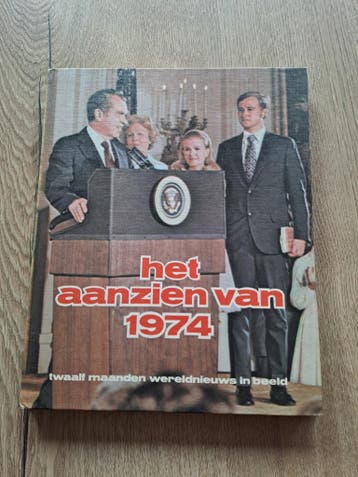 het
aanzien van
1974
twaalf maanden wereldnieuws in beeld